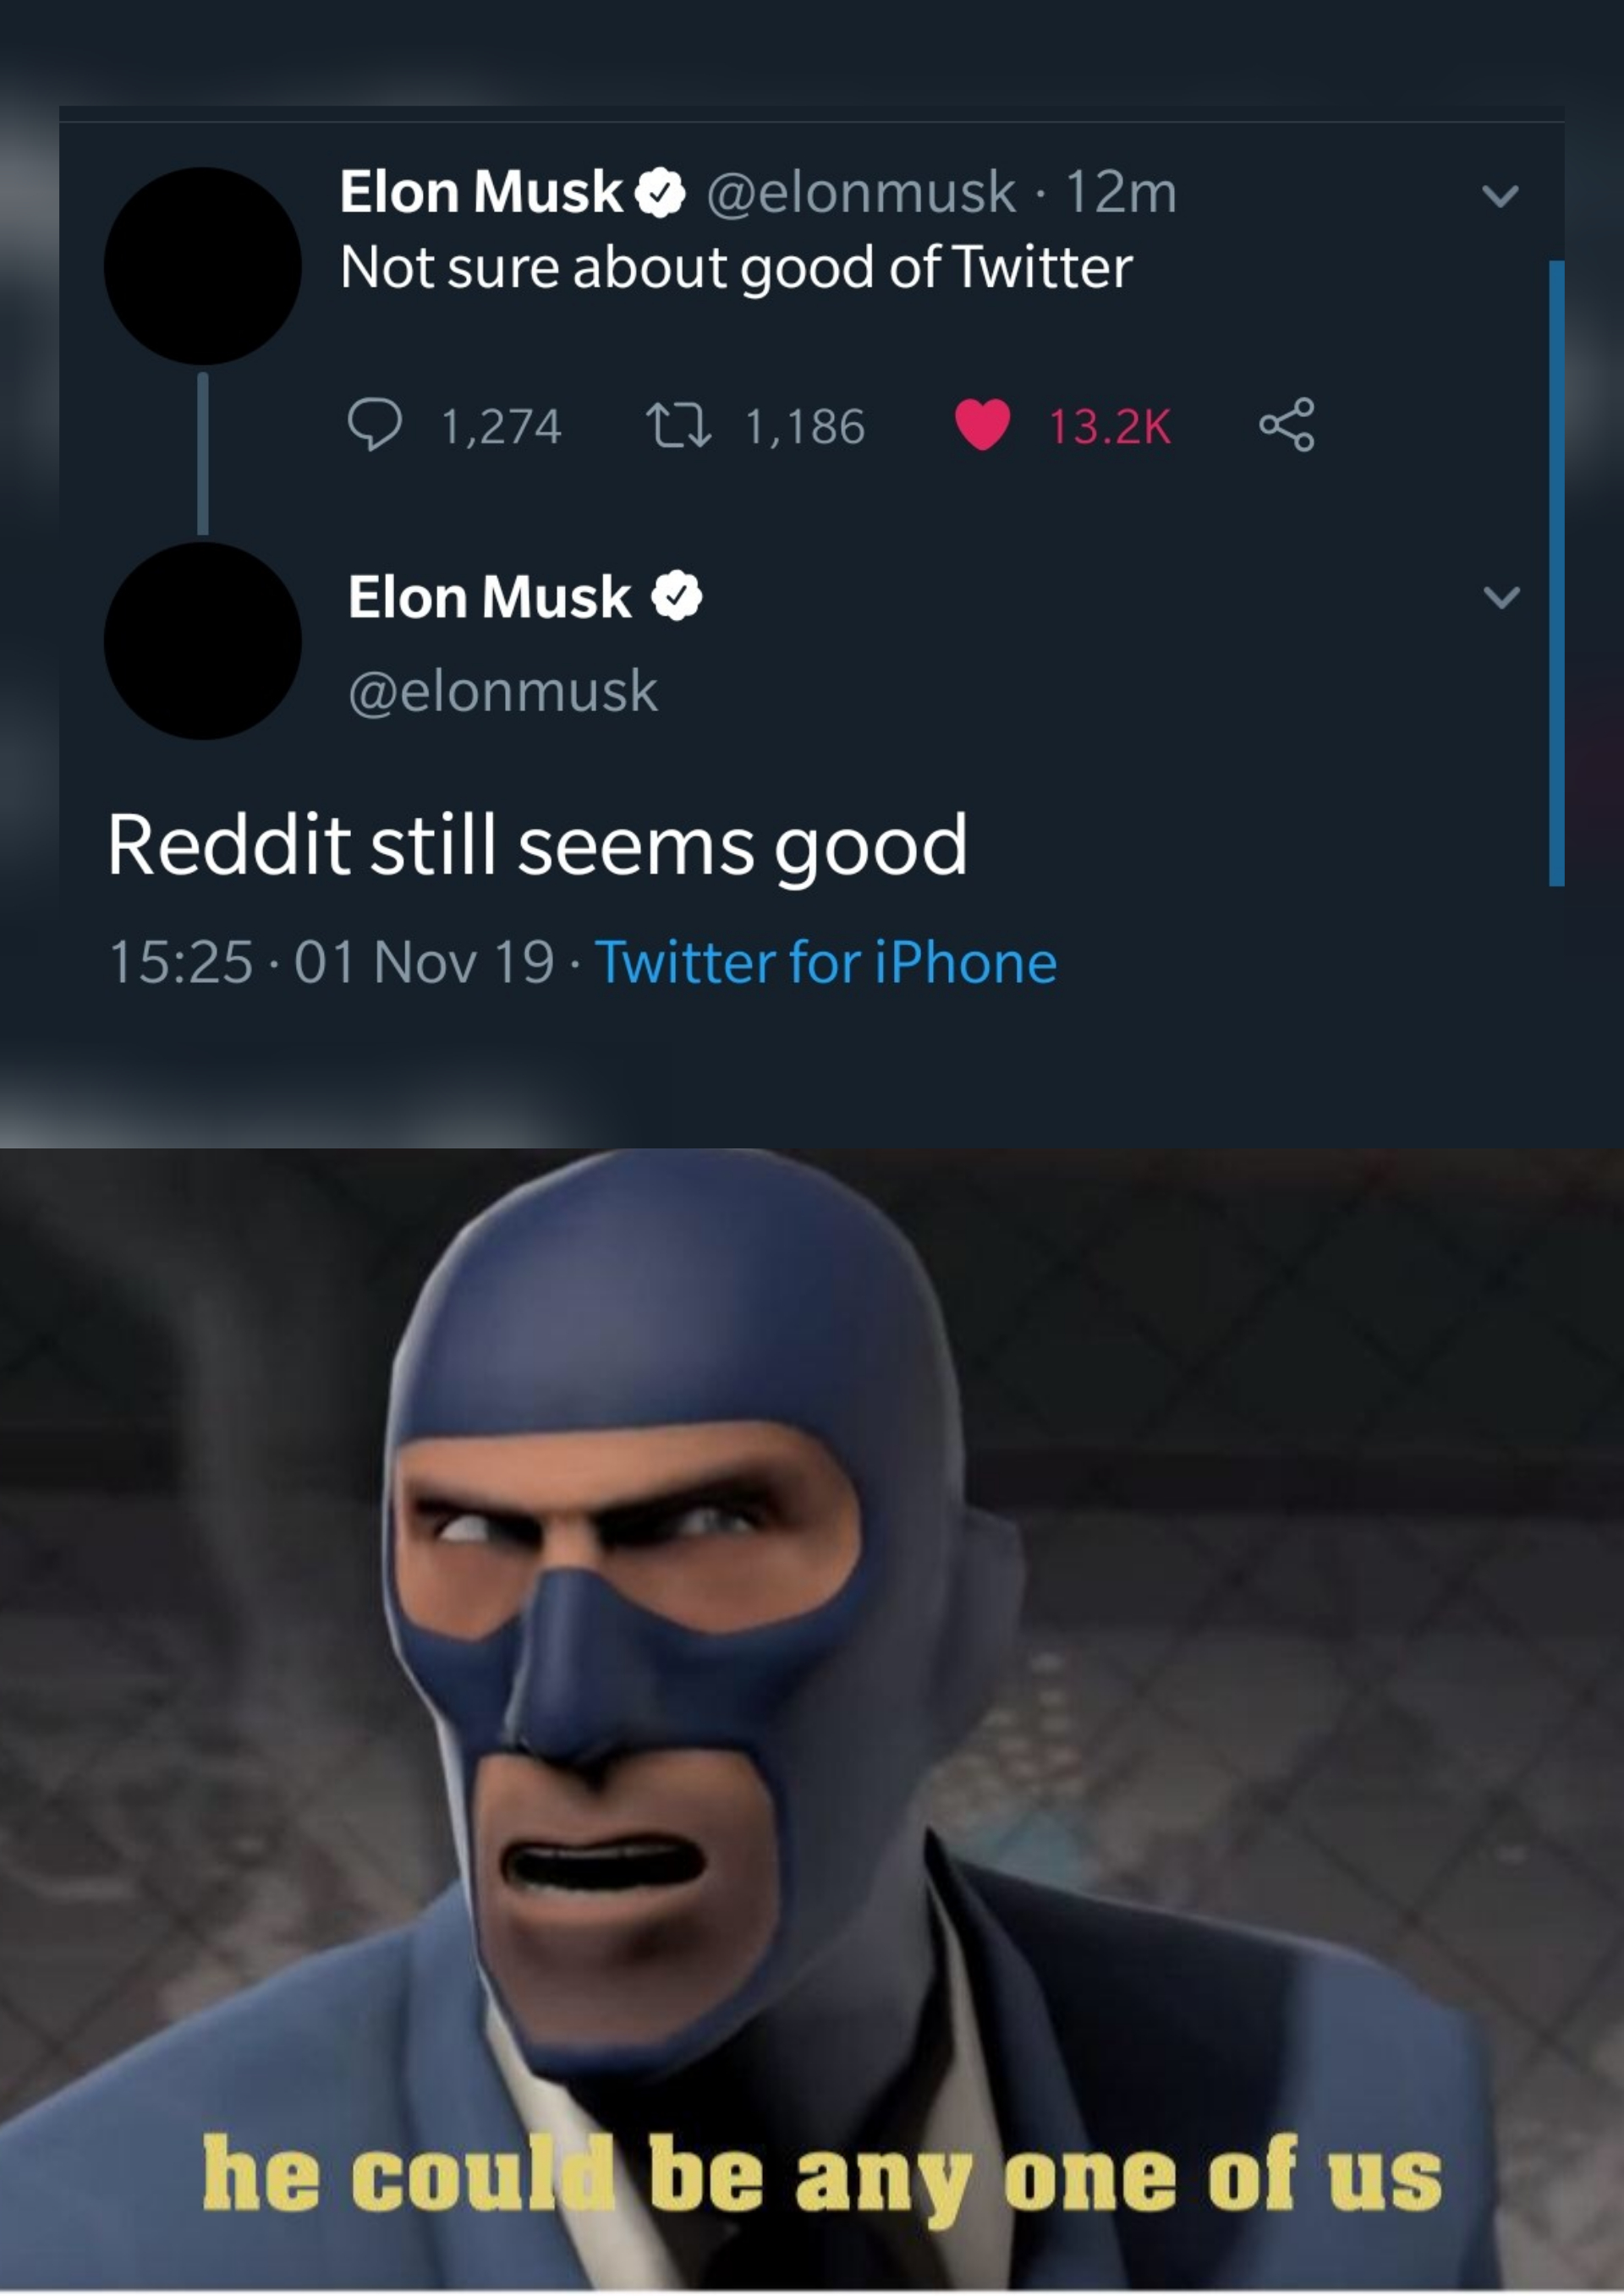 Elon Musk @elonmusk · 12m
Not sure about good of Twitter
1,274 1,186 13.2K
Elon Musk
@elonmusk
Reddit still seems good
15:25 · 01 Nov 19 · Twitter for iPhone
he could be any one of us